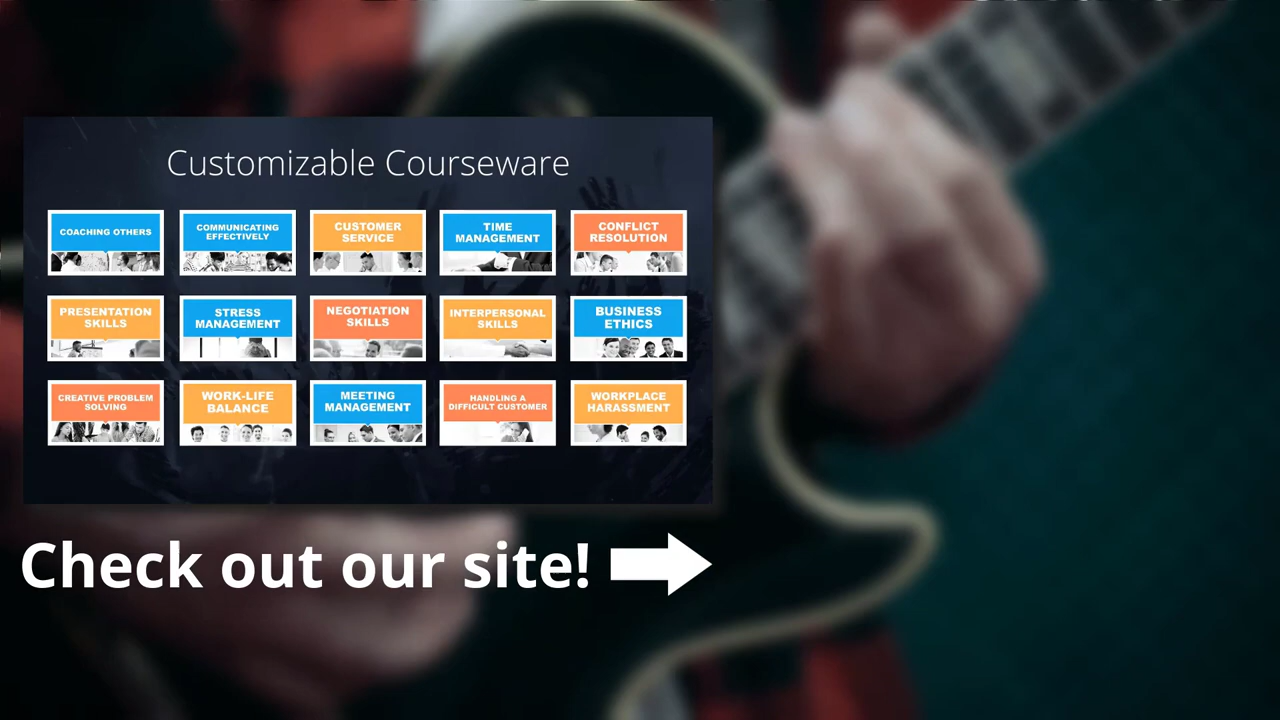 Customizable Courseware
COACHING OTHERS
COMMUNICATING
EFFECTIVELY
CUSTOMER
SERVICE
TIME
MANAGEMENT
CONFLICT
RESOLUTION
PRESENTATION
SKILLS
STRESS
MANAGEMENT
NEGOTIATION
SKILLS
INTERPERSONAL
SKILLS
BUSINESS
ETHICS
CREATIVE PROBLEM
SOLVING
WORK-LIFE
BALANCE
MEETING
MANAGEMENT
HANDLING A
DIFFICULT CUSTOMER
WORKPLACE
HARASSMENT
Check out our site!